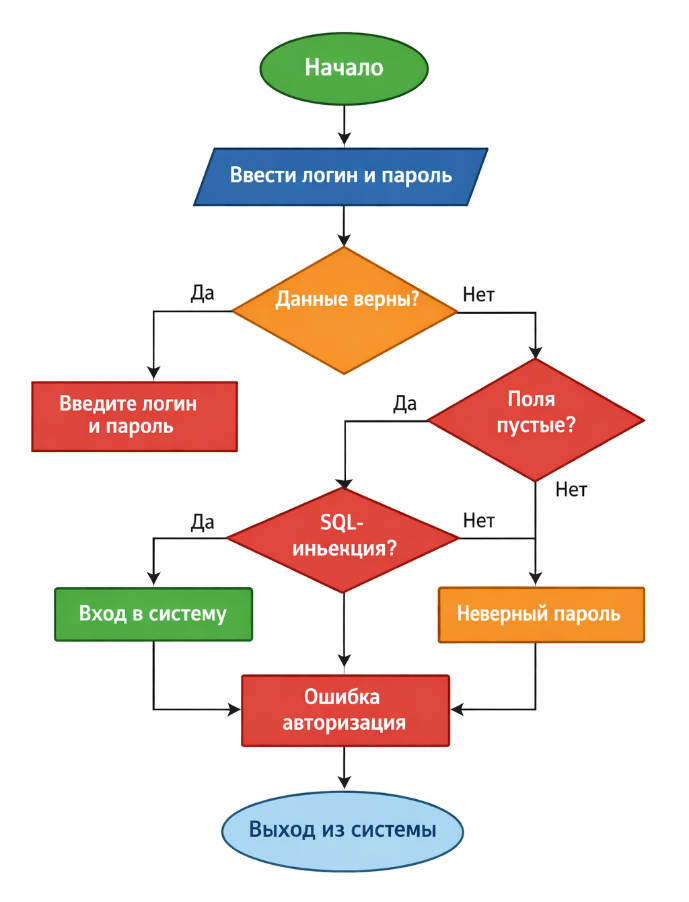 Начало
Ввести логин и пароль
Данные верны?
Да
Нет
Введите логин
и пароль
Поля
пустые?
Да
Нет
SQL-
иньекция?
Да
Нет
Вход в систему
Неверный пароль
Ошибка
авторизация
Выход из системы